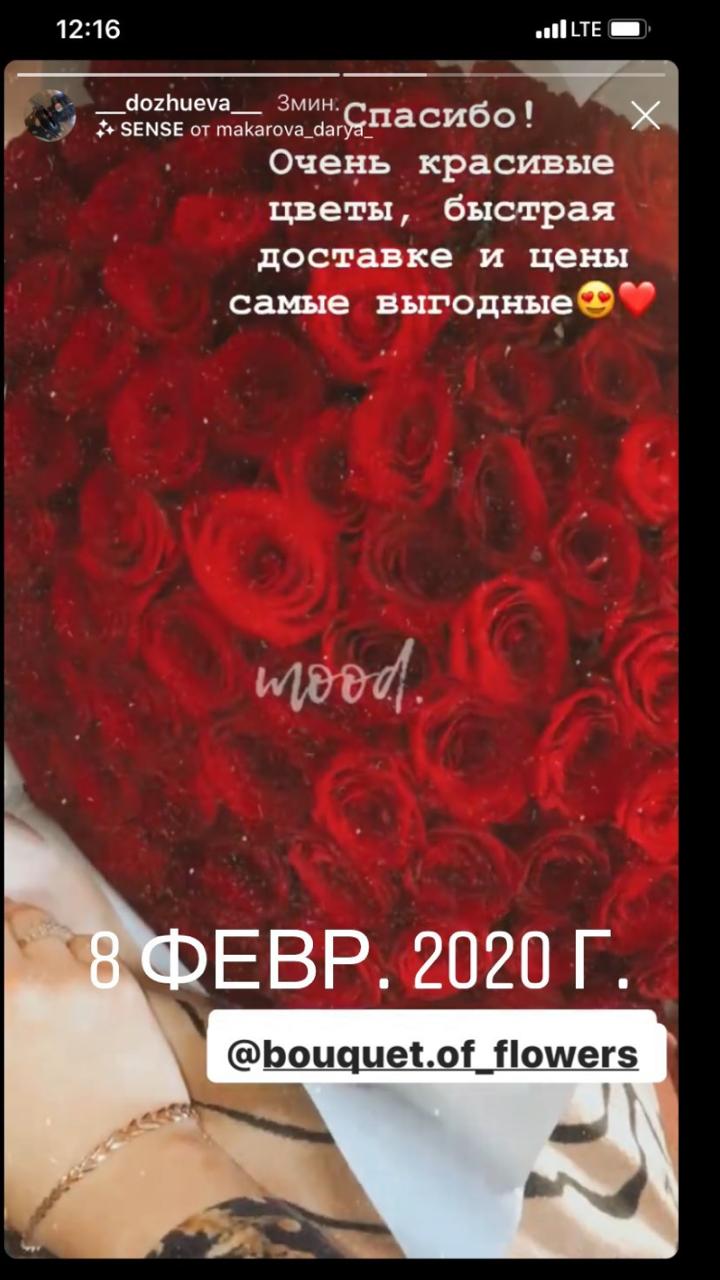 12:16 LTE
__dozhueva__ 3мин.
SENSE от makarova_darya_
Спасибо!
Очень красивые
цветы, быстрая
доставке и цены
самые выгодные😍❤️
mood.
8 ФЕВР. 2020 Г.
@bouquet.of_flowers